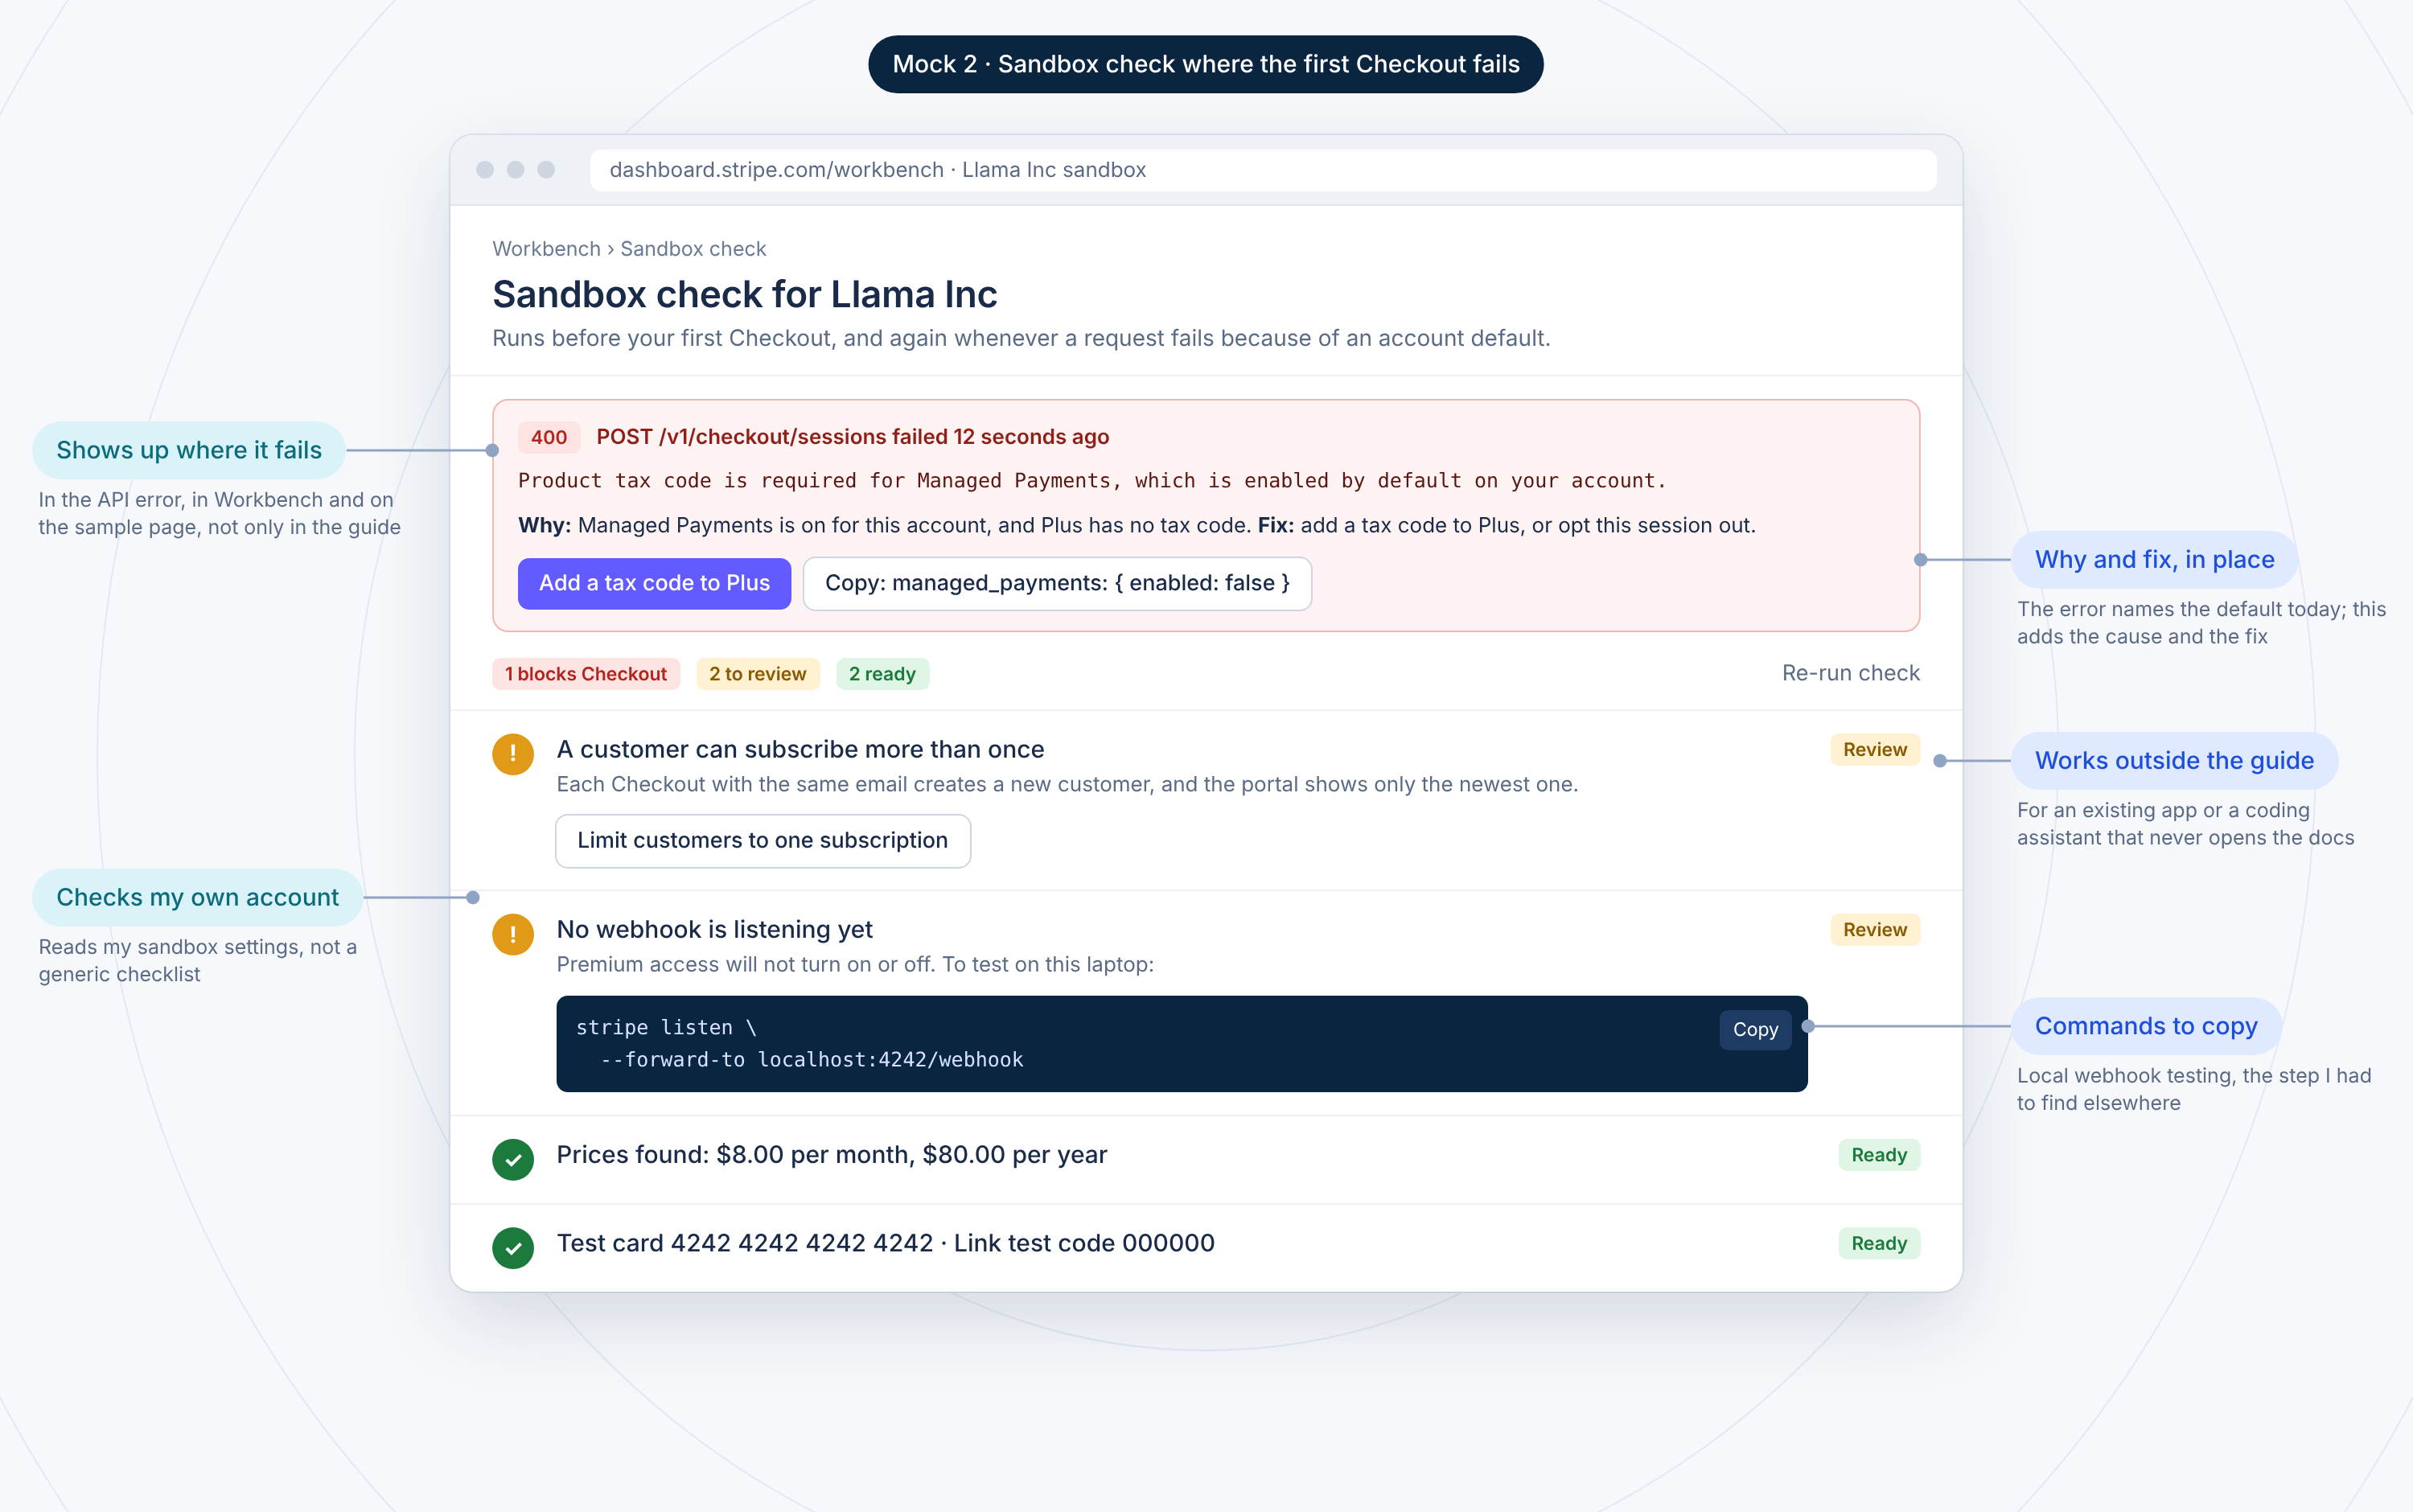 Mock 2 · Sandbox check where the first Checkout fails
dashboard.stripe.com/workbench · Llama Inc sandbox
Workbench › Sandbox check
Sandbox check for Llama Inc
Runs before your first Checkout, and again whenever a request fails because of an account default.
Shows up where it fails
In the API error, in Workbench and on
the sample page, not only in the guide
400 POST /v1/checkout/sessions failed 12 seconds ago
Product tax code is required for Managed Payments, which is enabled by default on your account.
Why: Managed Payments is on for this account, and Plus has no tax code. Fix: add a tax code to Plus, or opt this session out.
Add a tax code to Plus
Copy: managed_payments: { enabled: false }
Why and fix, in place
The error names the default today; this
adds the cause and the fix
1 blocks Checkout
2 to review
2 ready
Re-run check
A customer can subscribe more than once
Review
Each Checkout with the same email creates a new customer, and the portal shows only the newest one.
Limit customers to one subscription
Works outside the guide
For an existing app or a coding
assistant that never opens the docs
Checks my own account
Reads my sandbox settings, not a
generic checklist
No webhook is listening yet
Review
Premium access will not turn on or off. To test on this laptop:
stripe listen \
--forward-to localhost:4242/webhook
Copy
Commands to copy
Local webhook testing, the step I had
to find elsewhere
Prices found: $8.00 per month, $80.00 per year
Ready
Test card 4242 4242 4242 4242 · Link test code 000000
Ready